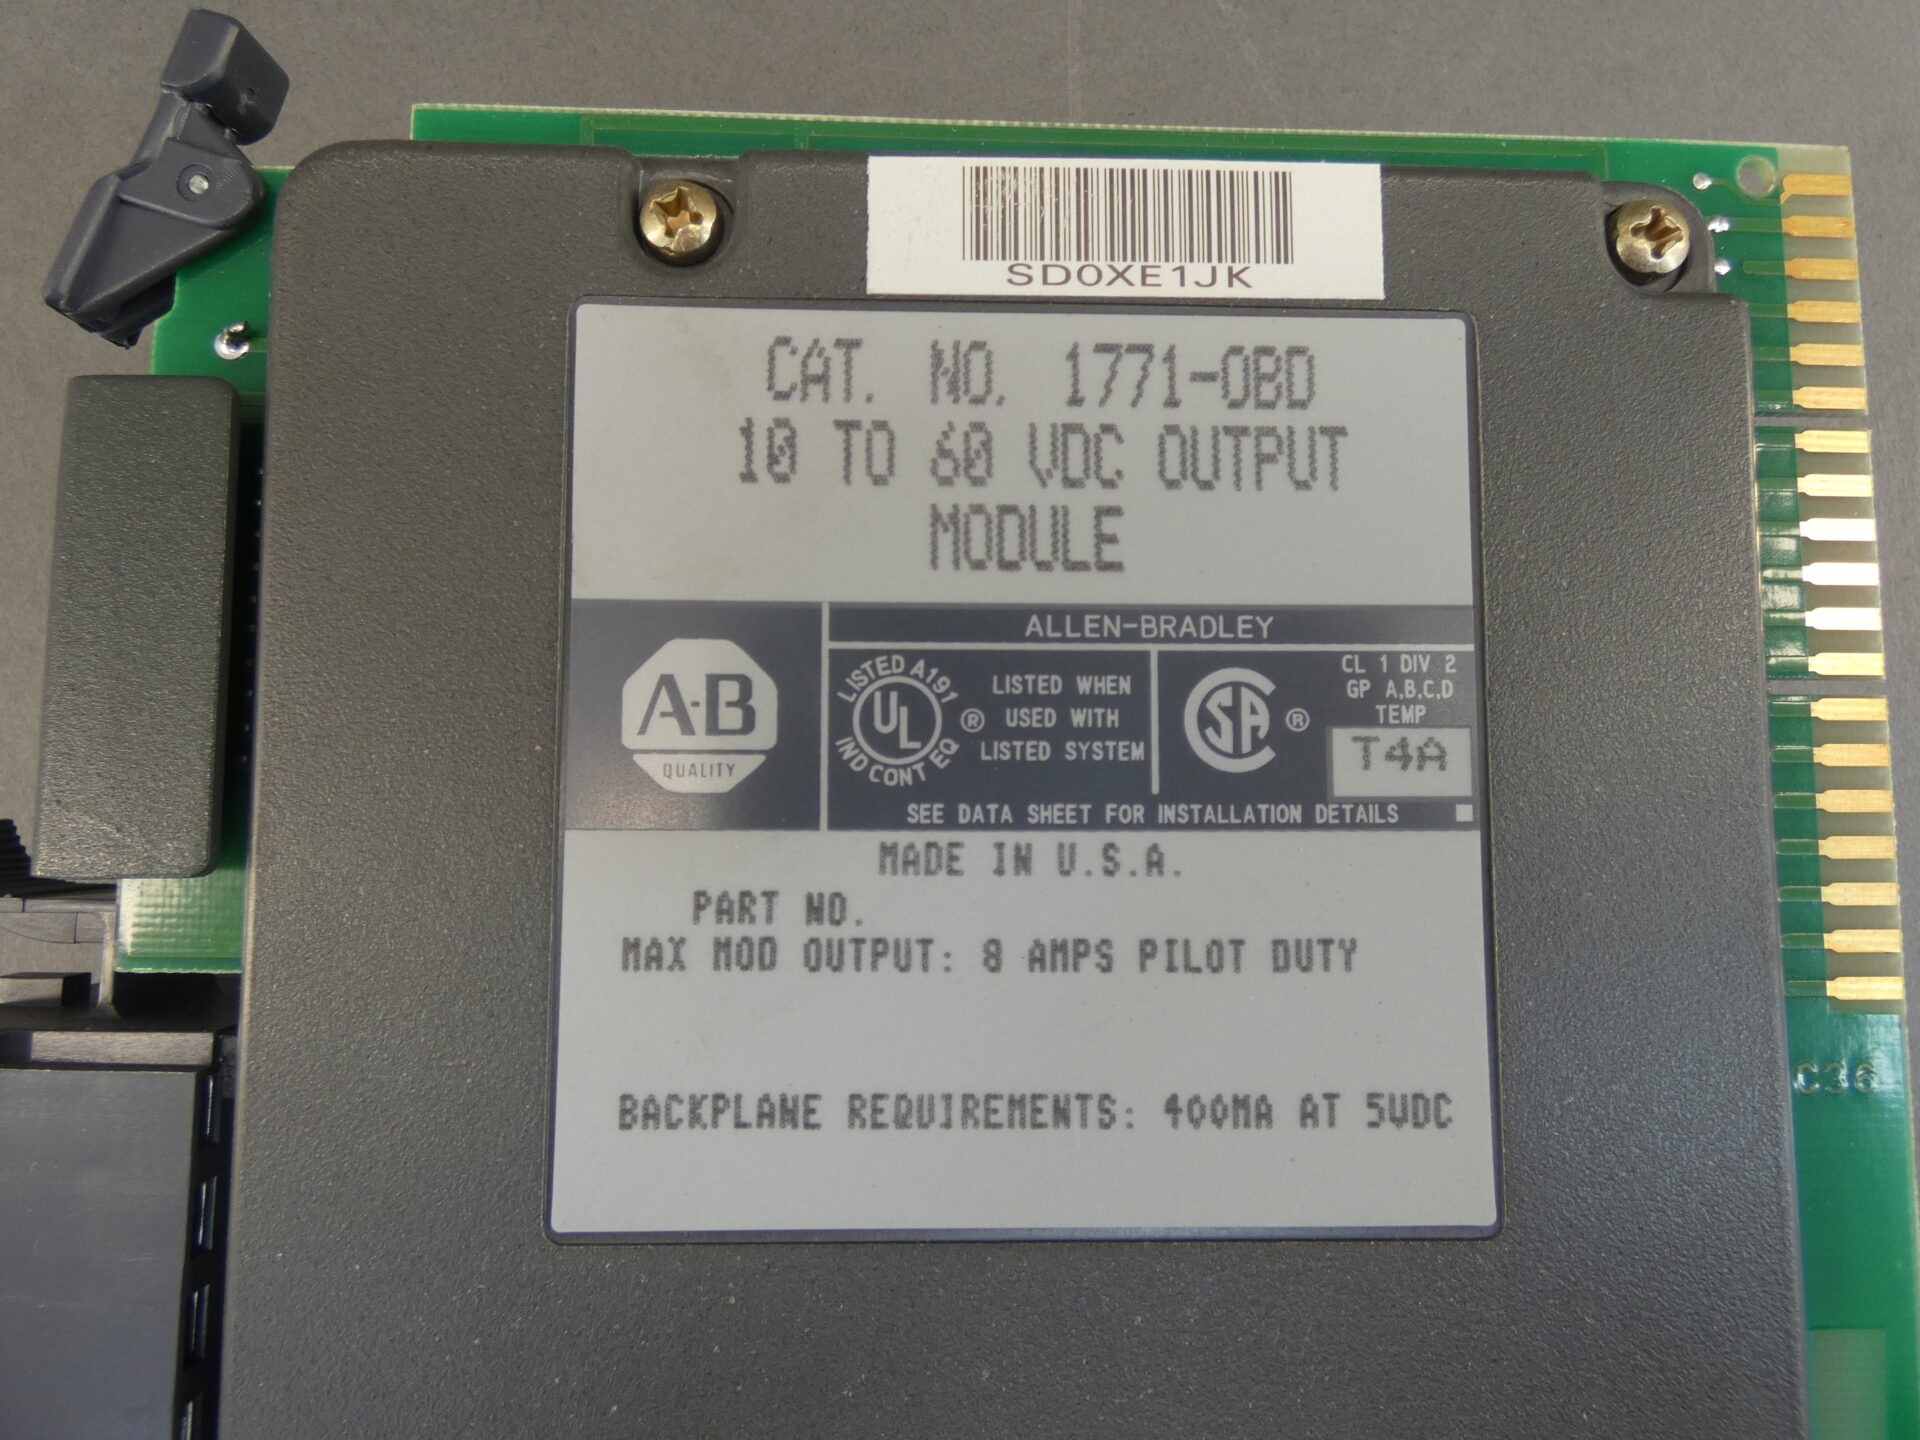 SD0XE1JK
CAT. NO. 1771-OBD
10 TO 60 VDC OUTPUT
MODULE
ALLEN-BRADLEY
A-B
QUALITY
LISTED A191
UL
IND CONT EQ
®
LISTED WHEN
USED WITH
LISTED SYSTEM
SA
®
CL 1 DIV 2
GP A,B,C,D
TEMP
T4A
SEE DATA SHEET FOR INSTALLATION DETAILS
MADE IN U.S.A.
PART NO.
MAX MOD OUTPUT: 8 AMPS PILOT DUTY
BACKPLANE REQUIREMENTS: 400MA AT 5VDC
C36